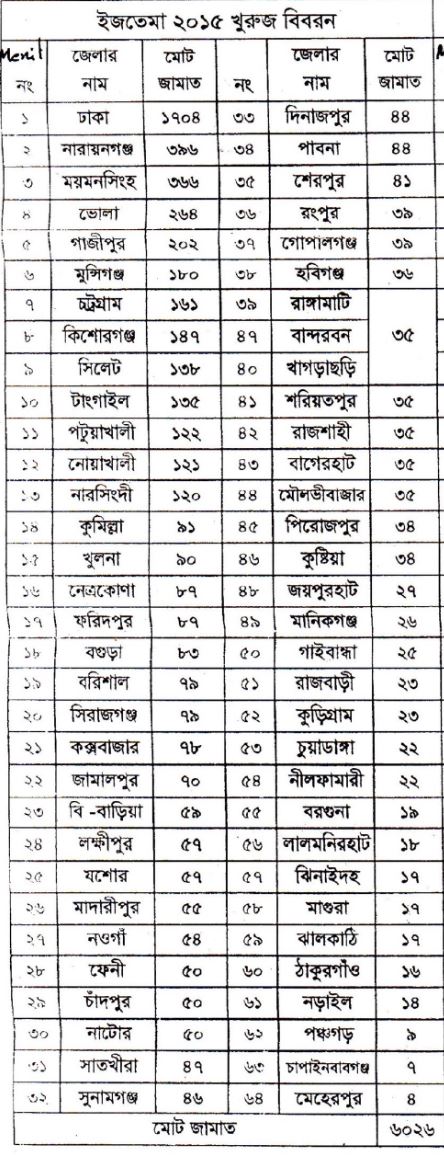 ইজতেমা ২০১৫ খুরুজ বিবরন
Menil নং জেলার নাম মোট জামাত নং জেলার নাম মোট জামাত
১ ঢাকা ১৭০৪ ৩৩ দিনাজপুর ৪৪
২ নারায়নগঞ্জ ৩৯৬ ৩৪ পাবনা ৪৪
৩ ময়মনসিংহ ৩৬৬ ৩৫ শেরপুর ৪১
৪ ভোলা ২৬৪ ৩৬ রংপুর ৩৯
৫ গাজীপুর ২০২ ৩৭ গোপালগঞ্জ ৩৯
৬ মুন্সিগঞ্জ ১৮০ ৩৮ হবিগঞ্জ ৩৬
৭ চট্রগ্রাম ১৬১ ৩৯ রাঙ্গামাটি
৮ কিশোরগঞ্জ ১৪৭ ৪৭ বান্দরবন ৩৫
৯ সিলেট ১৩৮ ৪০ খাগড়াছড়ি
১০ টাংগাইল ১৩৫ ৪১ শরিয়তপুর ৩৫
১১ পটুয়াখালী ১২২ ৪২ রাজশাহী ৩৫
১২ নোয়াখালী ১২১ ৪৩ বাগেরহাট ৩৫
১৩ নারসিংদী ১২০ ৪৪ মৌলভীবাজার ৩৫
১৪ কুমিল্লা ৯১ ৪৫ পিরোজপুর ৩৪
১৫ খুলনা ৯০ ৪৬ কুষ্টিয়া ৩৪
১৬ নেত্রকোণা ৮৭ ৪৮ জয়পুরহাট ২৭
১৭ ফরিদপুর ৮৭ ৪৯ মানিকগঞ্জ ২৬
১৮ বগুড়া ৮৩ ৫০ গাইবান্ধা ২৫
১৯ বরিশাল ৭৯ ৫১ রাজবাড়ী ২৩
২০ সিরাজগঞ্জ ৭৯ ৫২ কুড়িগ্রাম ২৩
২১ কক্সবাজার ৭৮ ৫৩ চুয়াডাঙ্গা ২২
২২ জামালপুর ৭০ ৫৪ নীলফামারী ২২
২৩ বি -বাড়িয়া ৫৯ ৫৫ বরগুনা ১৯
২৪ লক্ষীপুর ৫৭ ৫৬ লালমনিরহাট ১৮
২৫ যশোর ৫৭ ৫৭ ঝিনাইদহ ১৭
২৬ মাদারীপুর ৫৫ ৫৮ মাগুরা ১৭
২৭ নওগাঁ ৫৪ ৫৯ ঝালকাঠি ১৭
২৮ ফেনী ৫০ ৬০ ঠাকুরগাঁও ১৬
২৯ চাঁদপুর ৫০ ৬১ নড়াইল ১৪
৩০ নাটোর ৫০ ৬২ পঞ্চগড় ৯
৩১ সাতখীরা ৪৭ ৬৩ চাপাইনবাবগঞ্জ ৭
৩২ সুনামগঞ্জ ৪৬ ৬৪ মেহেরপুর ৪
মোট জামাত ৬০২৬